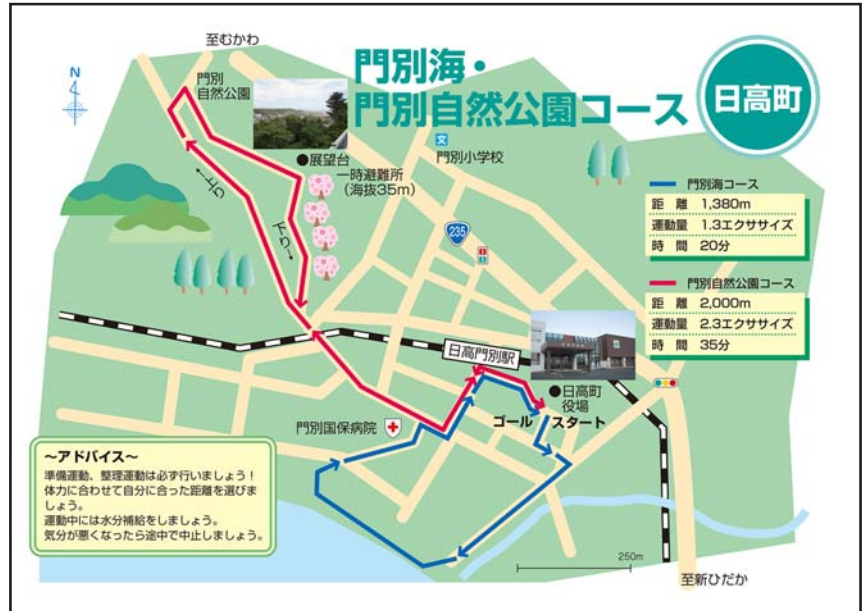 至むかわ
門別海・
門別自然公園コース
日高町
N
門別
自然公園
●展望台
一時避難所
(海抜35m)
文
門別小学校
←上り
下り→
235
門別海コース
距 離 1,380m
運動量 1.3エクササイズ
時 間 20分
門別自然公園コース
距 離 2,000m
運動量 2.3エクササイズ
時 間 35分
日高門別駅
●日高町
役場
ゴール スタート
門別国保病院
~アドバイス~
準備運動、整理運動は必ず行いましょう!
体力に合わせて自分に合った距離を選びま
しょう。
運動中には水分補給をしましょう。
気分が悪くなったら途中で中止しましょう。
250m
至新ひだか